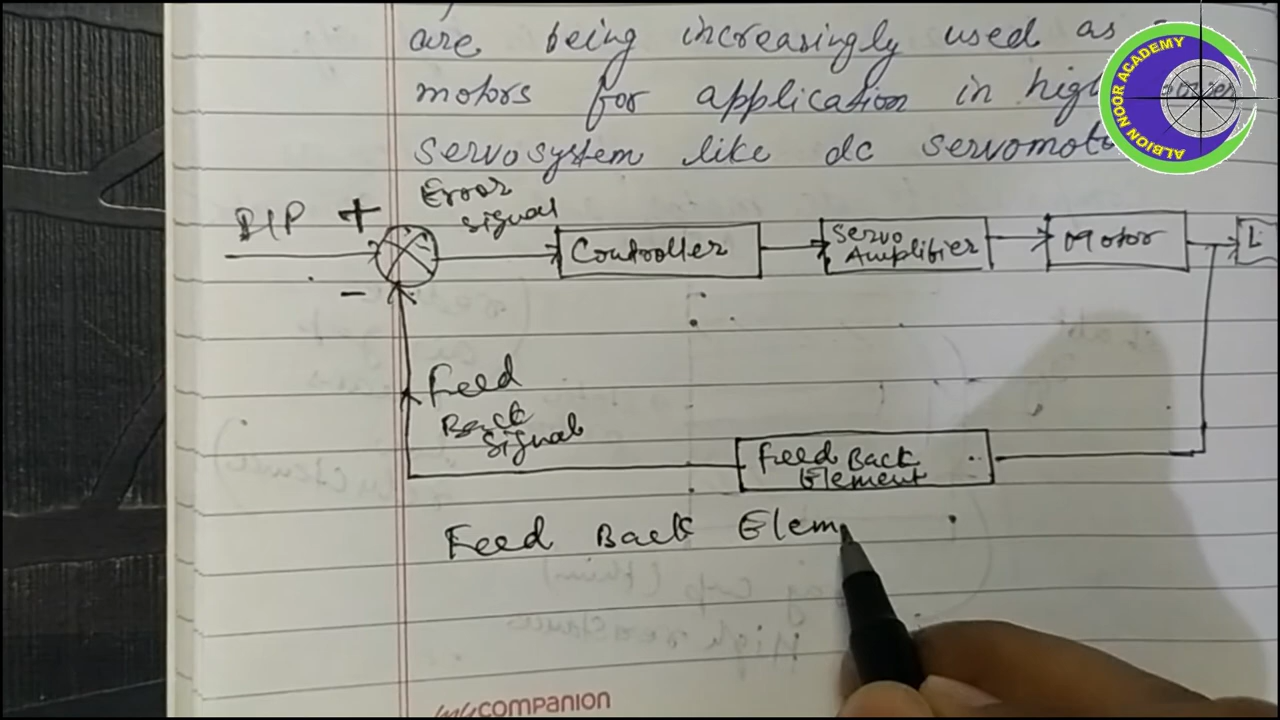 are being increasingly used as
motors for application in high
servosystem like dc servomot
Error
signal
I/P +
Controller
Servo
Amplifier
Motor
L
-
Feed
Back
Signal
Feed Back
Element
Feed Back Elem
mycompanion
ALBION NOOR ACADEMY